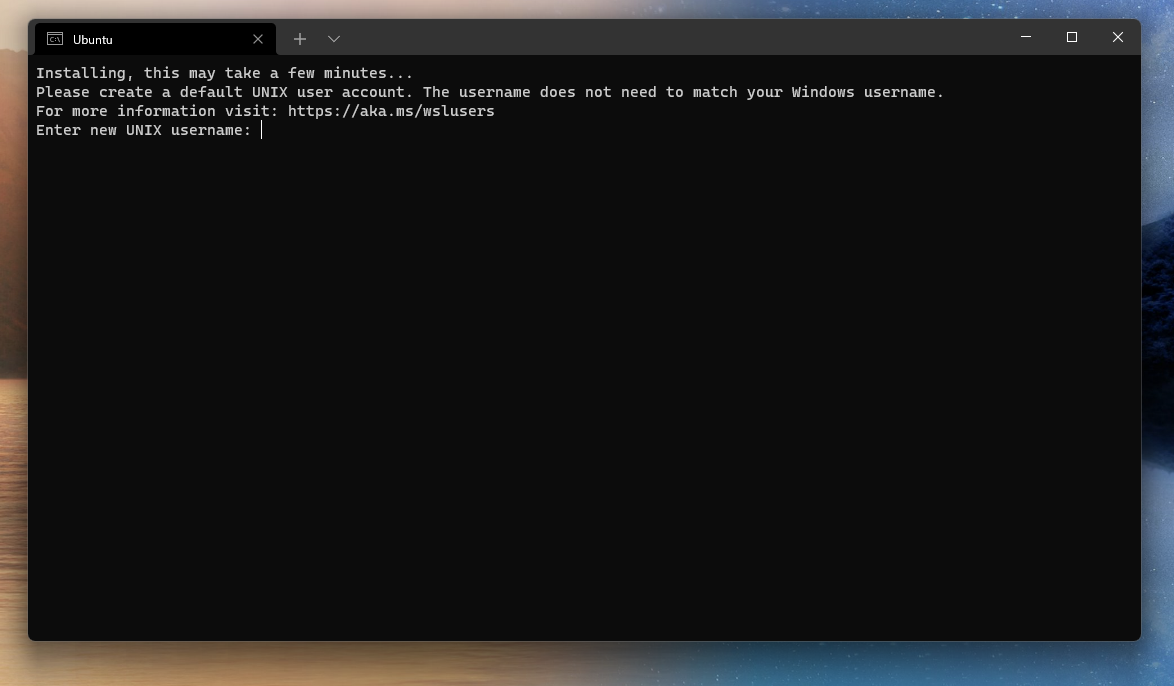 Ubuntu
Installing, this may take a few minutes...
Please create a default UNIX user account. The username does not need to match your Windows username.
For more information visit: https://aka.ms/wslusers
Enter new UNIX username: